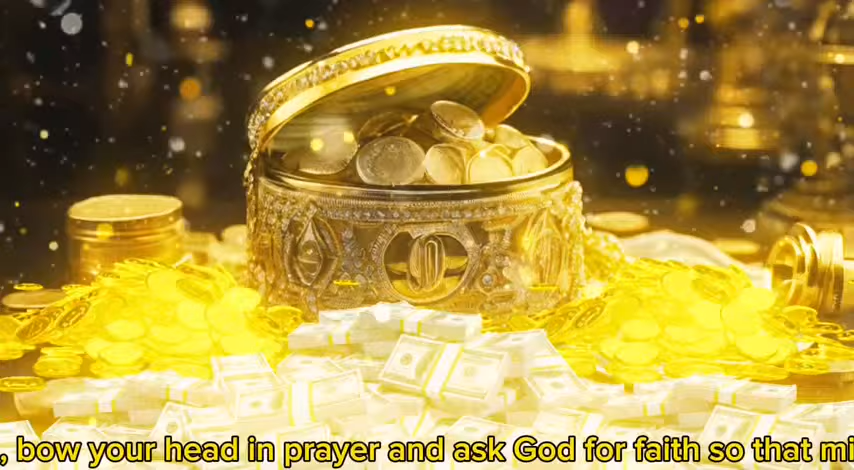 , bow your head in prayer and ask God for faith so that mi